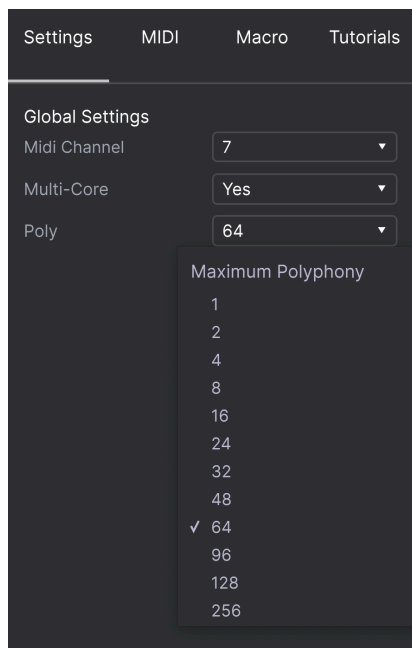 Settings MIDI Macro Tutorials
Global Settings
Midi Channel 7
Multi-Core Yes
Poly 64
Maximum Polyphony
1
2
4
8
16
24
32
48
✓ 64
96
128
256